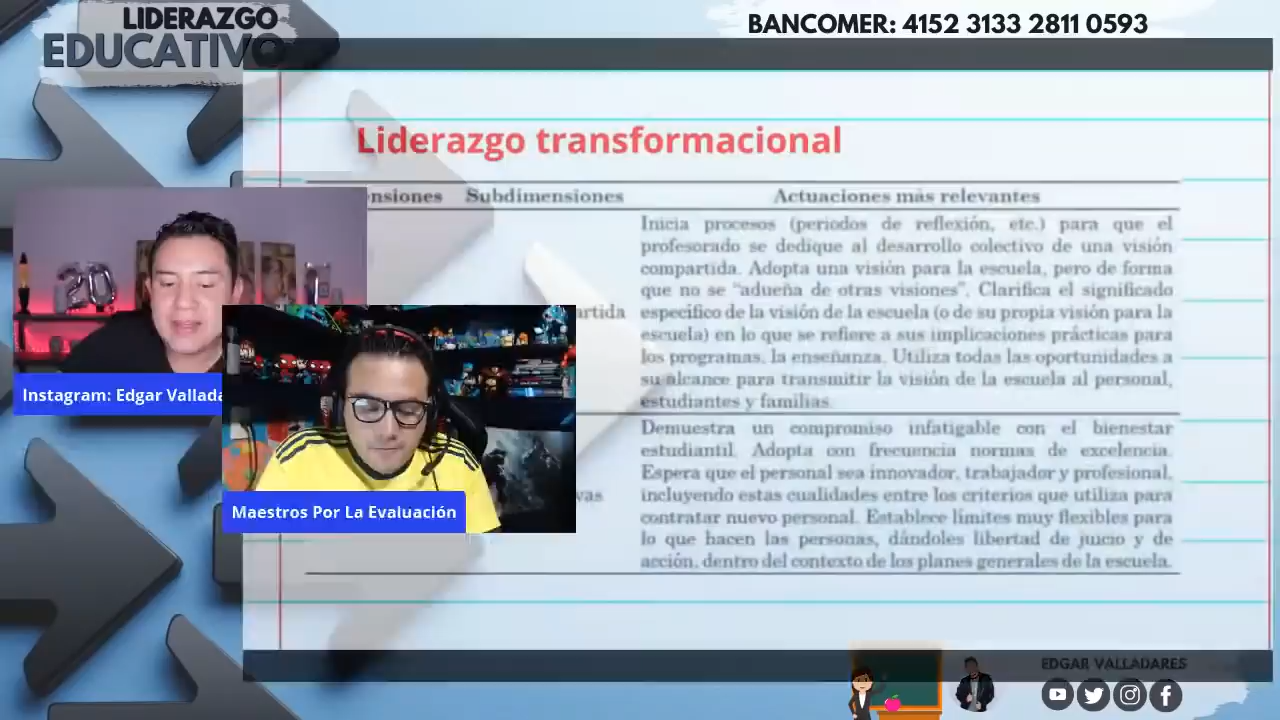 LIDERAZGO
EDUCATIVO
BANCOMER: 4152 3133 2811 0593
Liderazgo transformacional
ensiones Subdimensiones Actuaciones más relevantes
Inicia procesos (periodos de reflexión, etc.) para que el
profesorado se dedique al desarrollo colectivo de una visión
compartida. Adopta una visión para la escuela, pero de forma
que no se "adueña de otras visiones". Clarifica el significado
específico de la visión de la escuela (o de su propia visión para la
escuela) en lo que se refiere a sus implicaciones prácticas para
los programas, la enseñanza. Utiliza todas las oportunidades a
su alcance para transmitir la visión de la escuela al personal,
estudiantes y familias.
artida
Demuestra un compromiso infatigable con el bienestar
estudiantil. Adopta con frecuencia normas de excelencia.
Espera que el personal sea innovador, trabajador y profesional,
incluyendo estas cualidades entre los criterios que utiliza para
contratar nuevo personal. Establece límites muy flexibles para
lo que hacen las personas, dándoles libertad de juicio y de
acción, dentro del contexto de los planes generales de la escuela.
vas
20
Instagram: Edgar Vallada
Maestros Por La Evaluación
EDGAR VALLADARES